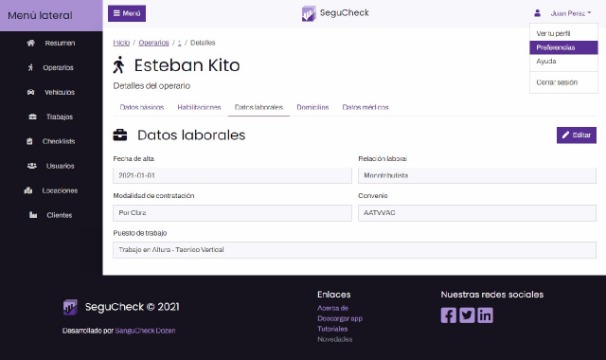 Menú lateral
Menú
SeguCheck
Juan Perez
Resumen
Operarios
Vehículos
Trabajos
Checklists
Usuarios
Locaciones
Clientes
Ver tu perfil
Preferencias
Ayuda
Cerrar sesión
Inicio / Operarios / 1 / Detalles
Esteban Kito
Detalles del operario
Datos básicos Habilitaciones Datos laborales Domicilios Datos médicos
Datos laborales
Editar
Fecha de alta Relación laboral
2021-01-01 Monotributista
Modalidad de contratación Convenio
Por Obra AATVVAC
Puesto de trabajo
Trabajo en Altura - Tecnico Vertical
SeguCheck © 2021
Desarrollado por SanguCheck Dozen
Enlaces
Acerca de
Descargar app
Tutoriales
Novedades
Nuestras redes sociales